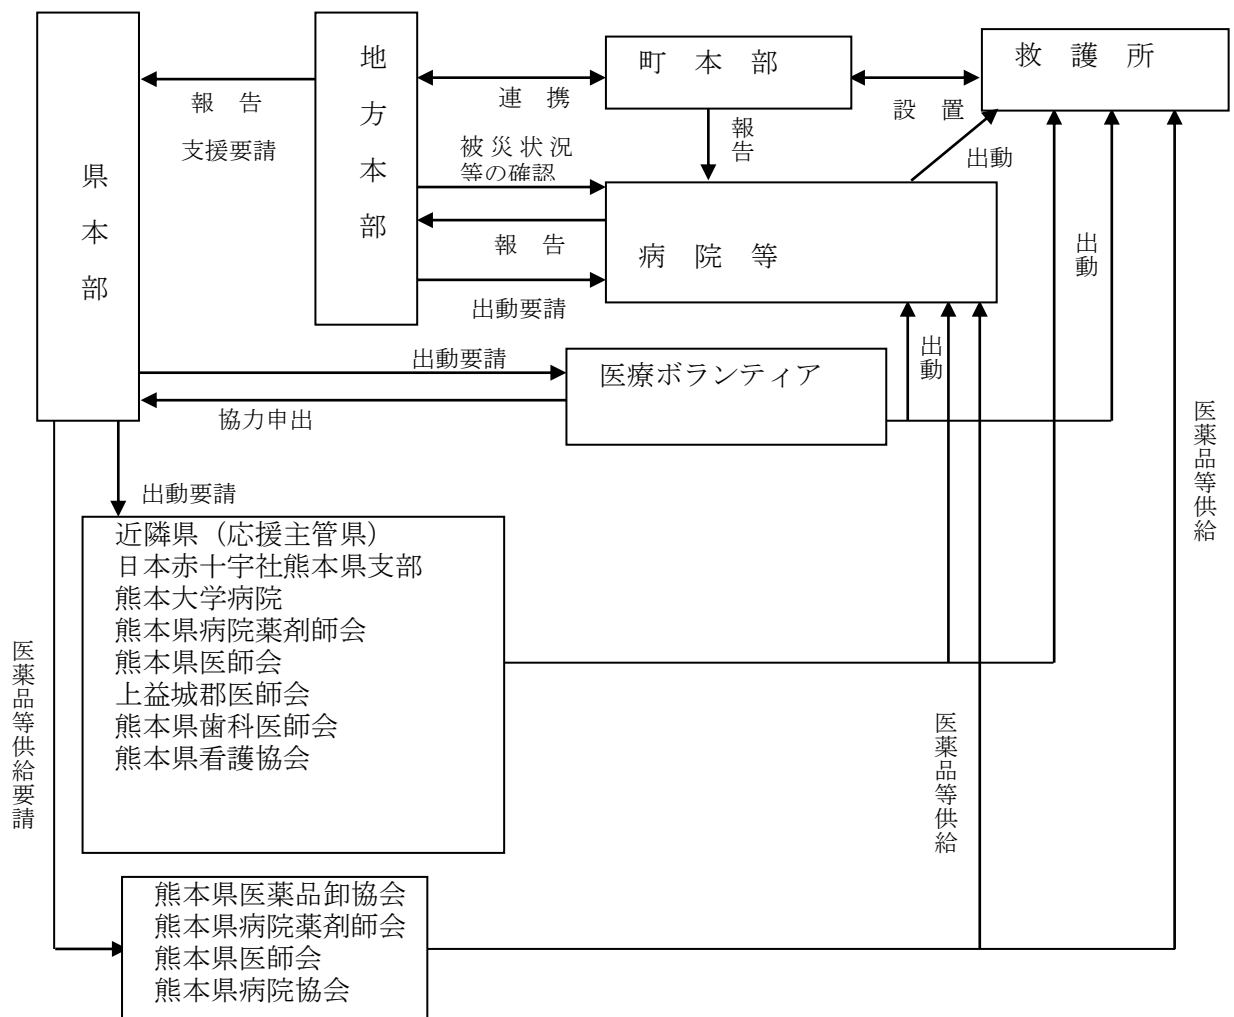 県本部
地方本部
町　本　部
救　護　所
報　告
支援要請
連　携
設　置
報告
被 災 状 況
等の確認
出動
報　告
病　院　等
出動
出動要請
出動要請
医療ボランティア
出動
協力申出
医薬品等供給
出動要請
近隣県（応援主管県）
日本赤十字社熊本県支部
熊本大学病院
熊本県病院薬剤師会
熊本県医師会
上益城郡医師会
熊本県歯科医師会
熊本県看護協会
医薬品等供給要請
医薬品等供給
熊本県医薬品卸協会
熊本県病院薬剤師会
熊本県医師会
熊本県病院協会